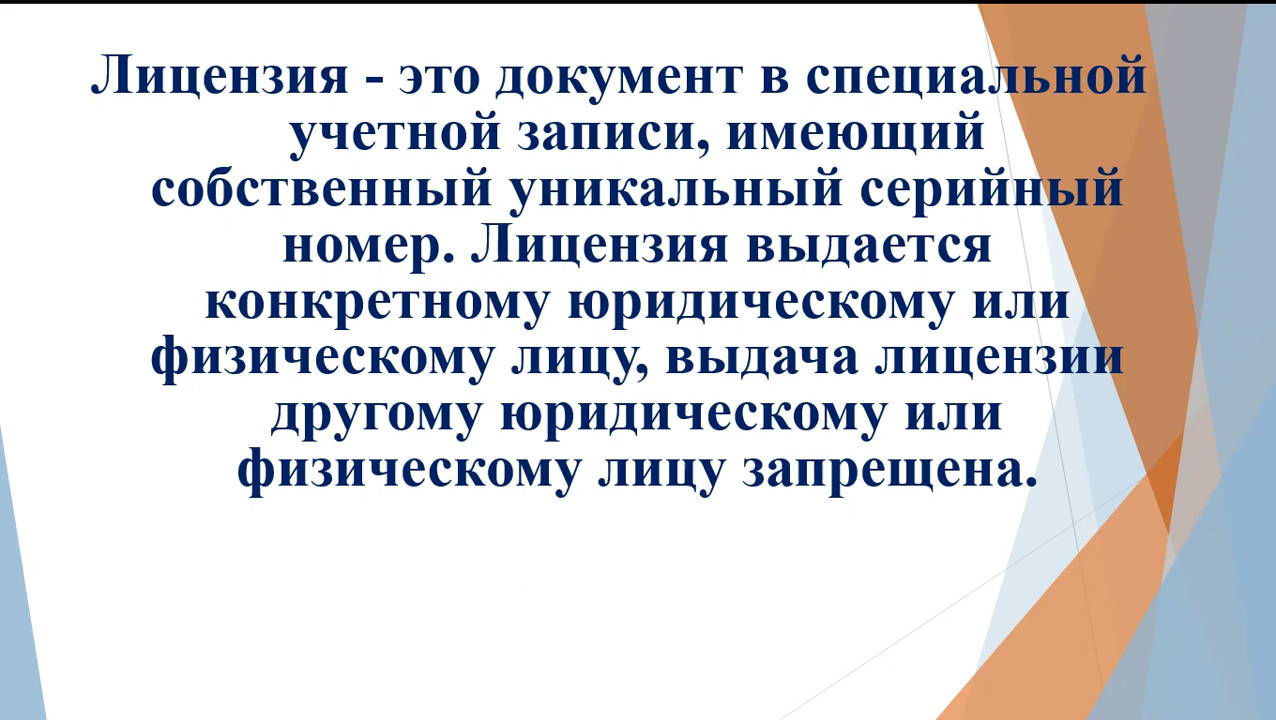 Лицензия - это документ в специальной
учетной записи, имеющий
собственный уникальный серийный
номер. Лицензия выдается
конкретному юридическому или
физическому лицу, выдача лицензии
другому юридическому или
физическому лицу запрещена.